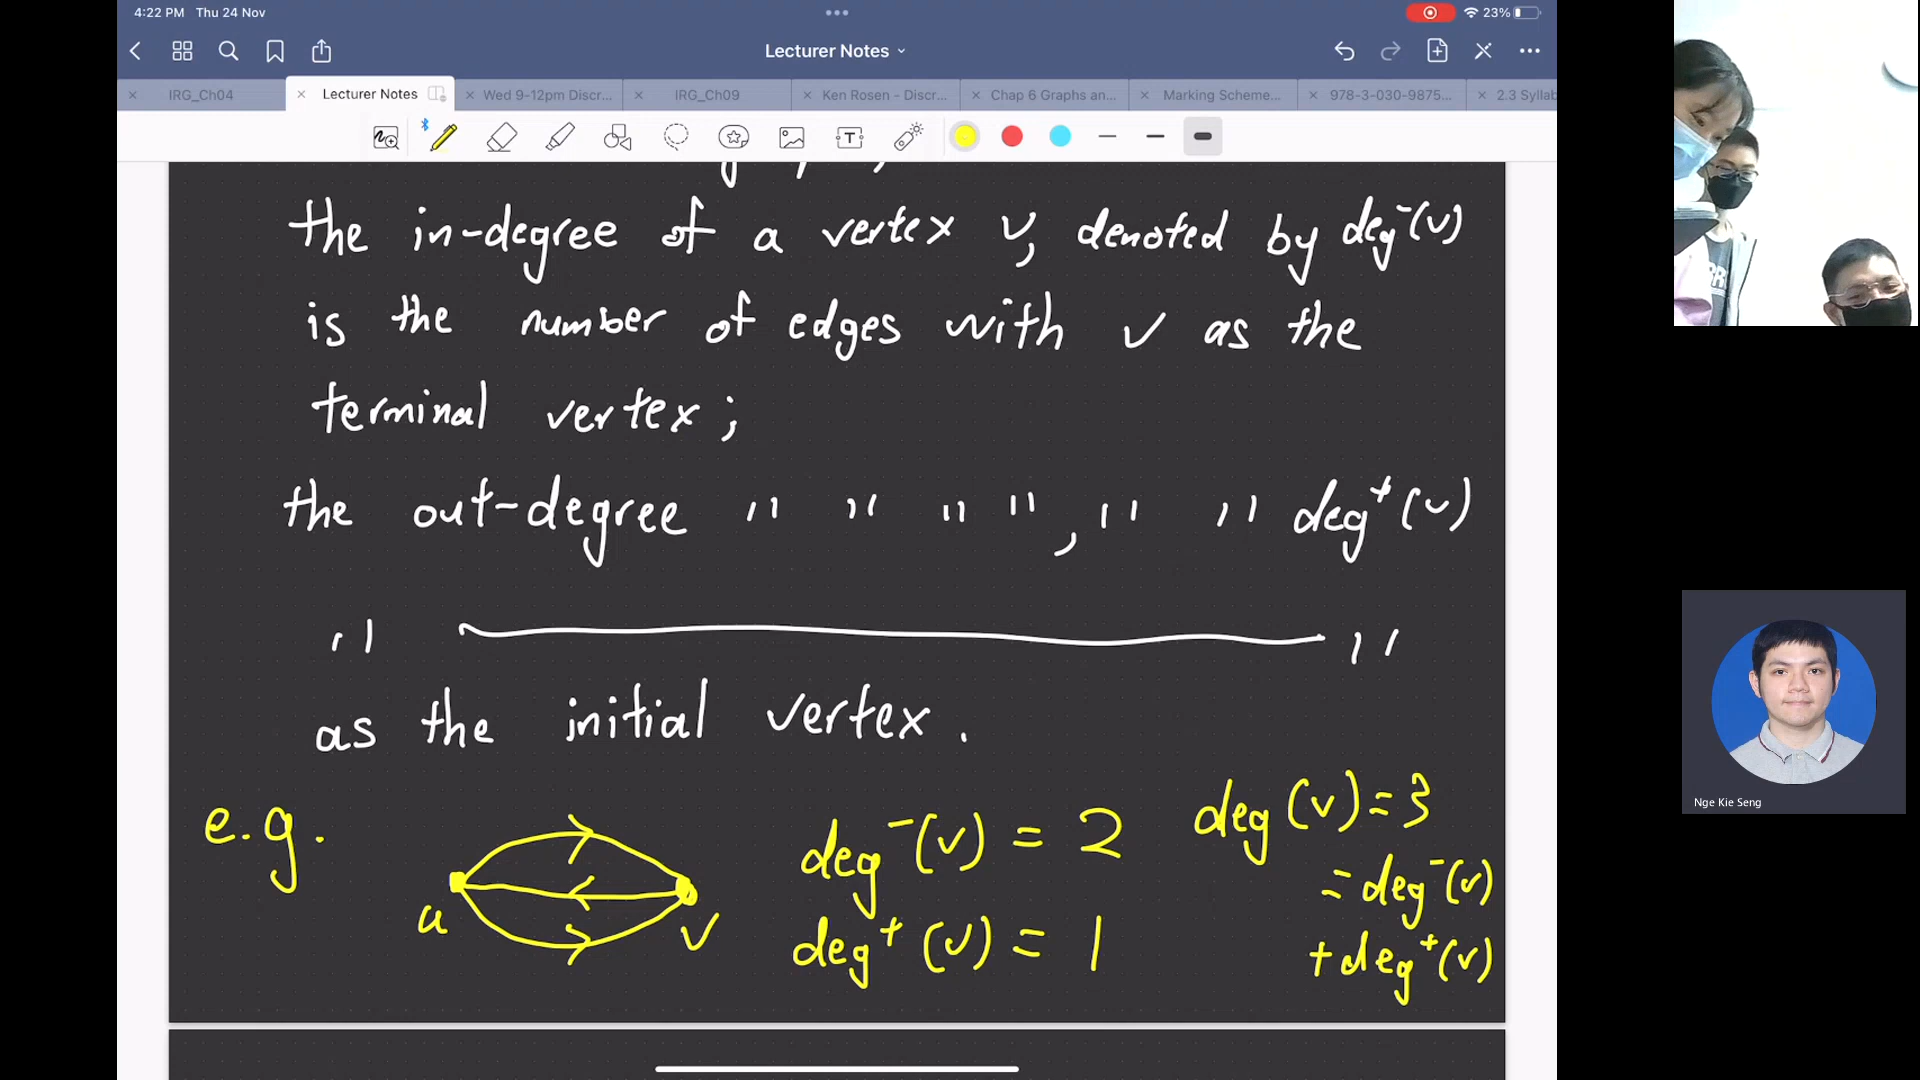 4:22 PM Thu 24 Nov
23%
Lecturer Notes
IRG_Ch04
Lecturer Notes
Wed 9-12pm Discr...
IRG_Ch09
Ken Rosen - Discr...
Chap 6 Graphs an...
Marking Scheme...
978-3-030-9875...
2.3 Syllab
the in-degree of a vertex v, denoted by deg⁻(v)
is the number of edges with v as the
terminal vertex;
the out-degree " " " ", " " deg⁺(v)
" "
as the initial vertex.
e.g.
u
v
deg⁻(v) = 2
deg⁺(v) = 1
deg(v)=3
=deg⁻(v)
+deg⁺(v)
Nge Kie Seng